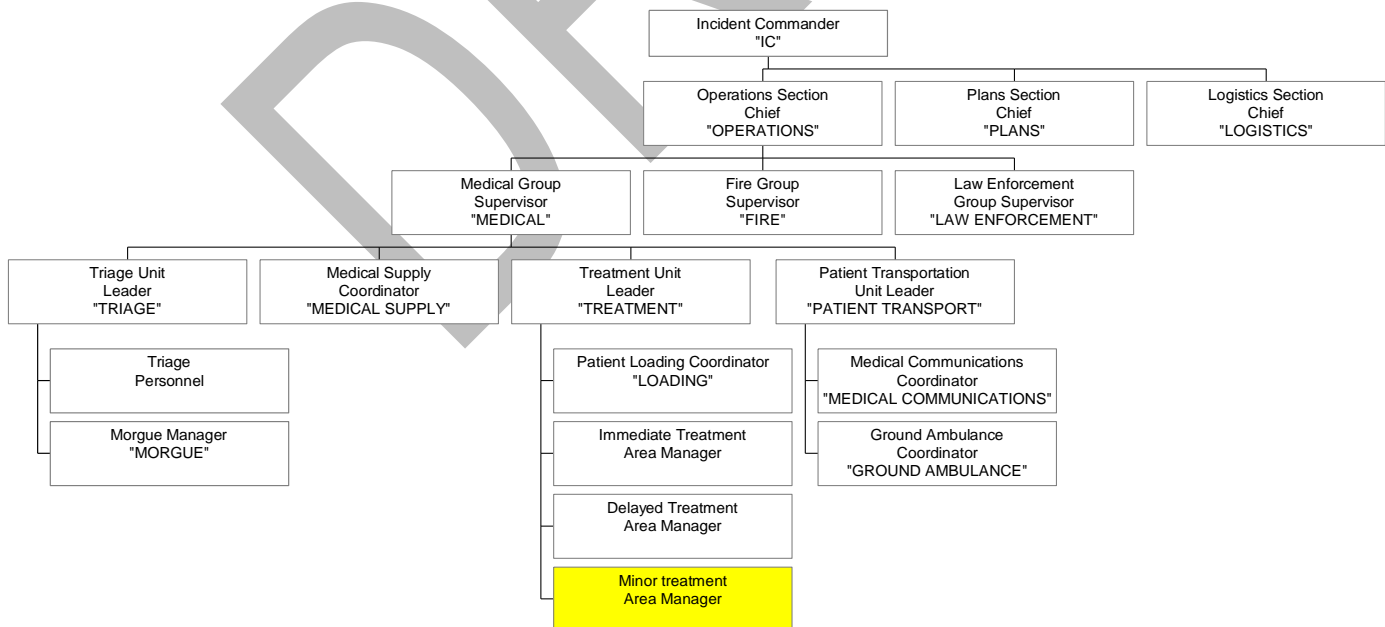 Incident Commander
"IC"
Operations Section
Chief
"OPERATIONS"
Plans Section
Chief
"PLANS"
Logistics Section
Chief
"LOGISTICS"
Medical Group
Supervisor
"MEDICAL"
Fire Group
Supervisor
"FIRE"
Law Enforcement
Group Supervisor
"LAW ENFORCEMENT"
Triage Unit
Leader
"TRIAGE"
Medical Supply
Coordinator
"MEDICAL SUPPLY"
Treatment Unit
Leader
"TREATMENT"
Patient Transportation
Unit Leader
"PATIENT TRANSPORT"
Triage
Personnel
Morgue Manager
"MORGUE"
Patient Loading Coordinator
"LOADING"
Immediate Treatment
Area Manager
Delayed Treatment
Area Manager
Minor treatment
Area Manager
Medical Communications
Coordinator
"MEDICAL COMMUNICATIONS"
Ground Ambulance
Coordinator
"GROUND AMBULANCE"